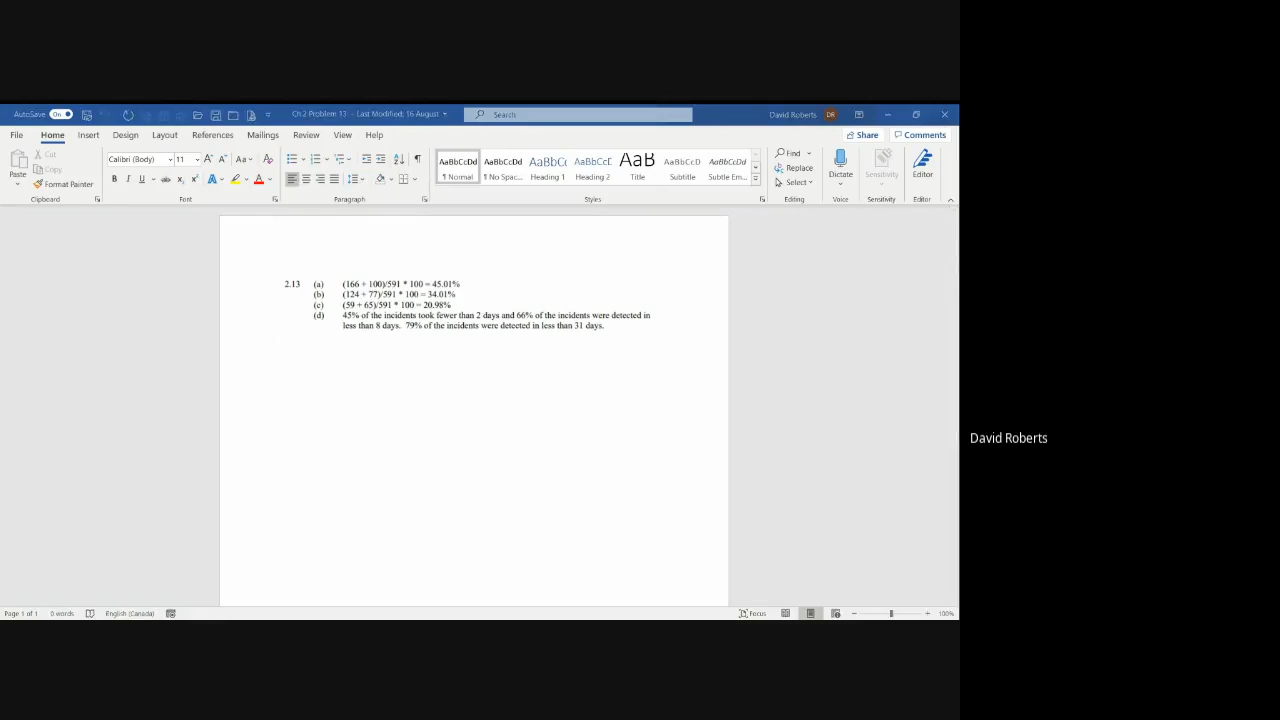 AutoSave On Ch 2 Problem 13 - Last Modified: 16-August Search David Roberts DR
File Home Insert Design Layout References Mailings Review View Help Share Comments
Paste Cut Copy Format Painter Clipboard
Calibri (Body) 11 Font
Paragraph
AaBbCcDd ¶ Normal AaBbCcDd ¶ No Spac... AaBbCc Heading 1 AaBbCcD Heading 2 AaB Title AaBbCcD Subtitle AaBbCcDd Subtle Em... Styles
Find Replace Select Editing
Dictate Voice
Sensitivity Sensitivity
Editor Editor
2.13 (a) (166 + 100)/591 * 100 = 45.01%
(b) (124 + 77)/591 * 100 = 34.01%
(c) (59 + 65)/591 * 100 = 20.98%
(d) 45% of the incidents took fewer than 2 days and 66% of the incidents were detected in
less than 8 days. 79% of the incidents were detected in less than 31 days.
David Roberts
Page 1 of 1 0 words English (Canada) Focus 100%